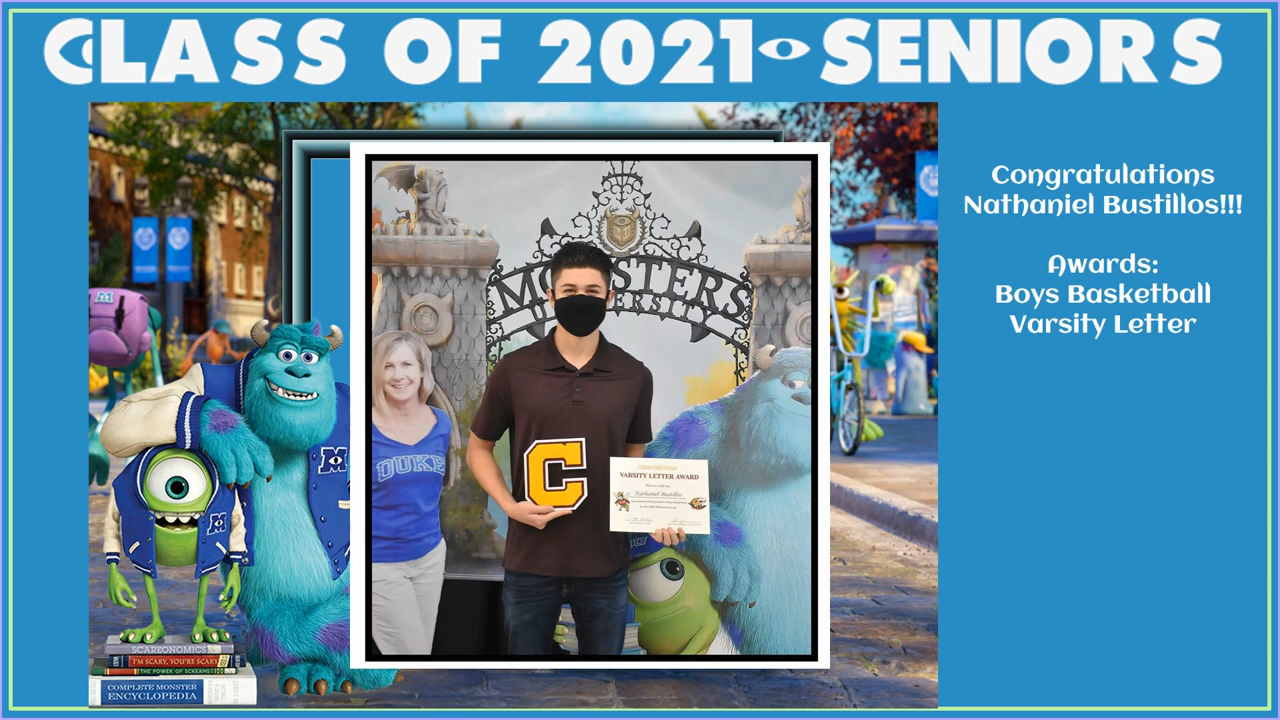 CLASS OF 2021 SENIORS
Congratulations
Nathaniel Bustillos!!!
Awards:
Boys Basketball
Varsity Letter
MONSTERS
UNIVERSITY
DUKE
C
VARSITY LETTER AWARD
Nathaniel Bustillos
M
M
M
SCAREONOMICS
I'M SCARY, YOU'RE SCARY
THE POWER OF SCREAMS
COMPLETE MONSTER
ENCYCLOPEDIA